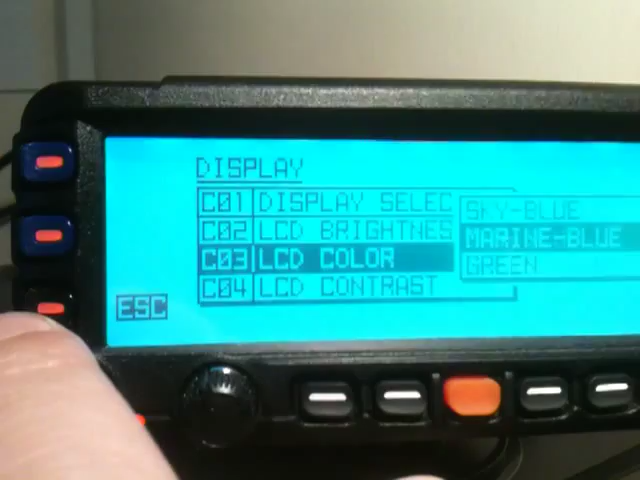 DISPLAY
C01 DISPLAY SELEC
C02 LCD BRIGHTNES
C03 LCD COLOR
C04 LCD CONTRAST
SKY-BLUE
MARINE-BLUE
GREEN
ESC